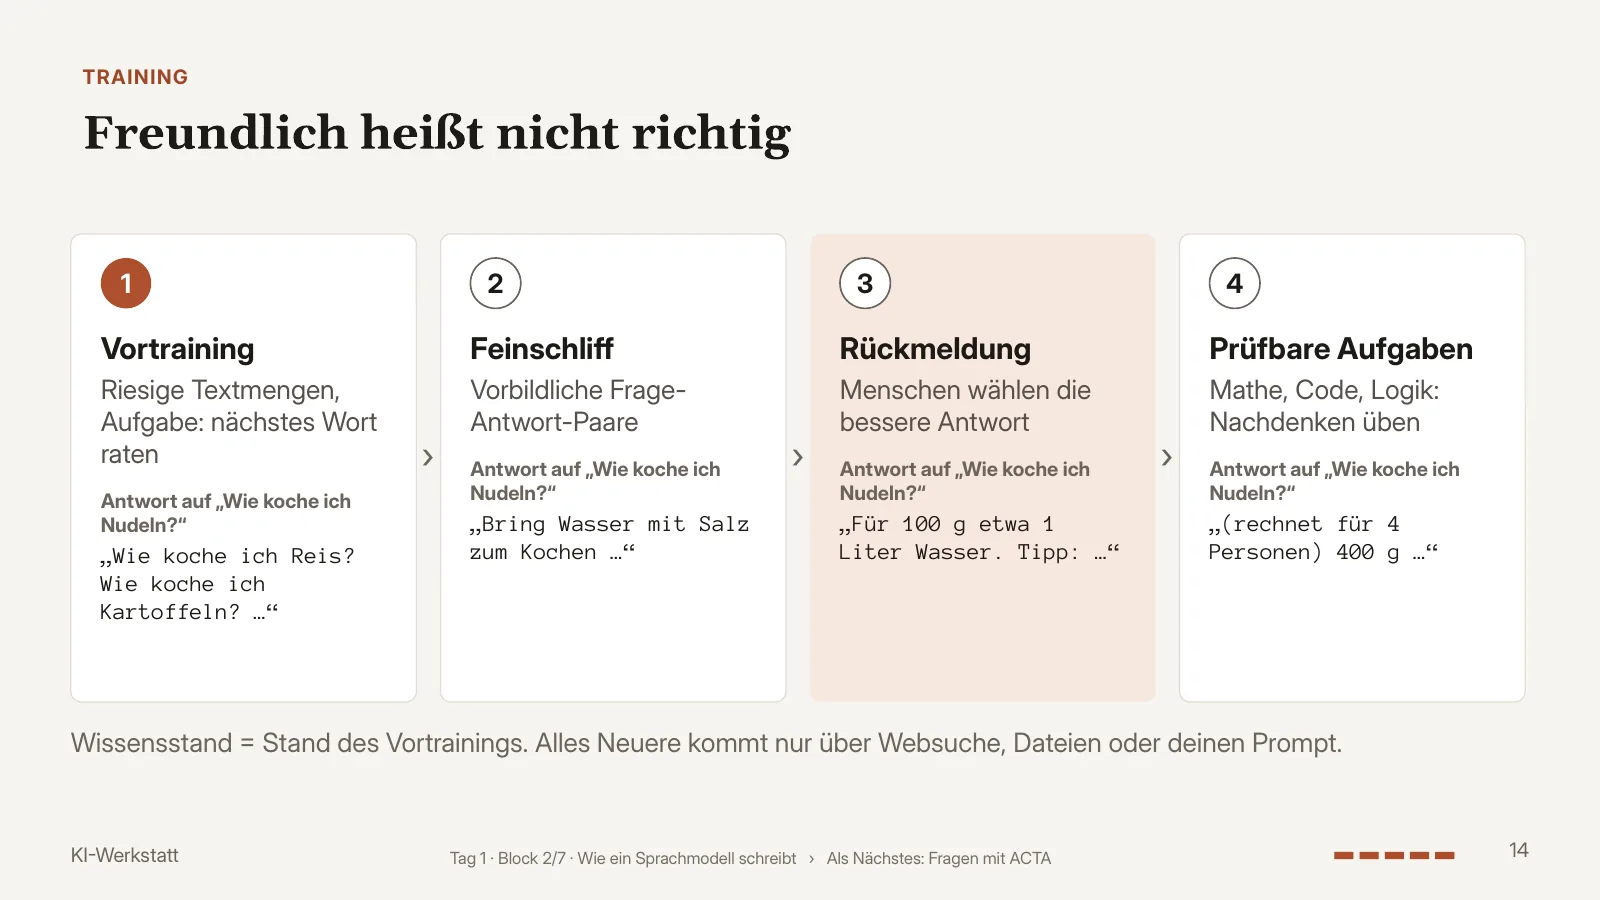 TRAINING
Freundlich heißt nicht richtig
1
Vortraining
Riesige Textmengen,
Aufgabe: nächstes Wort
raten
Antwort auf „Wie koche ich
Nudeln?“
„Wie koche ich Reis?
Wie koche ich
Kartoffeln? …“
›
2
Feinschliff
Vorbildliche Frage-
Antwort-Paare
Antwort auf „Wie koche ich
Nudeln?“
„Bring Wasser mit Salz
zum Kochen …“
›
3
Rückmeldung
Menschen wählen die
bessere Antwort
Antwort auf „Wie koche ich
Nudeln?“
„Für 100 g etwa 1
Liter Wasser. Tipp: …“
›
4
Prüfbare Aufgaben
Mathe, Code, Logik:
Nachdenken üben
Antwort auf „Wie koche ich
Nudeln?“
„(rechnet für 4
Personen) 400 g …“
Wissensstand = Stand des Vortrainings. Alles Neuere kommt nur über Websuche, Dateien oder deinen Prompt.
KI-Werkstatt
Tag 1 · Block 2/7 · Wie ein Sprachmodell schreibt › Als Nächstes: Fragen mit ACTA
14